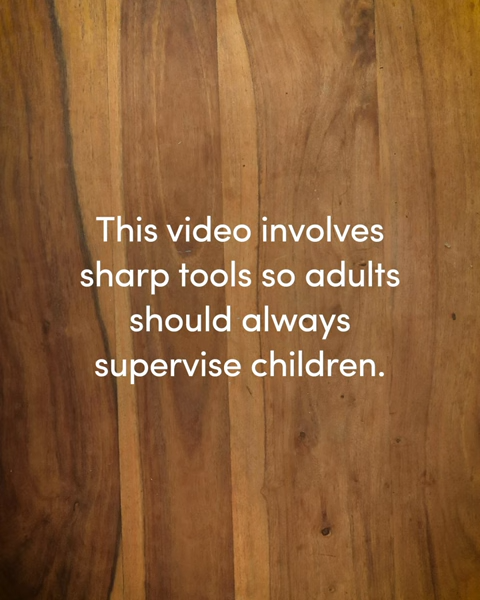 This video involves
sharp tools so adults
should always
supervise children.